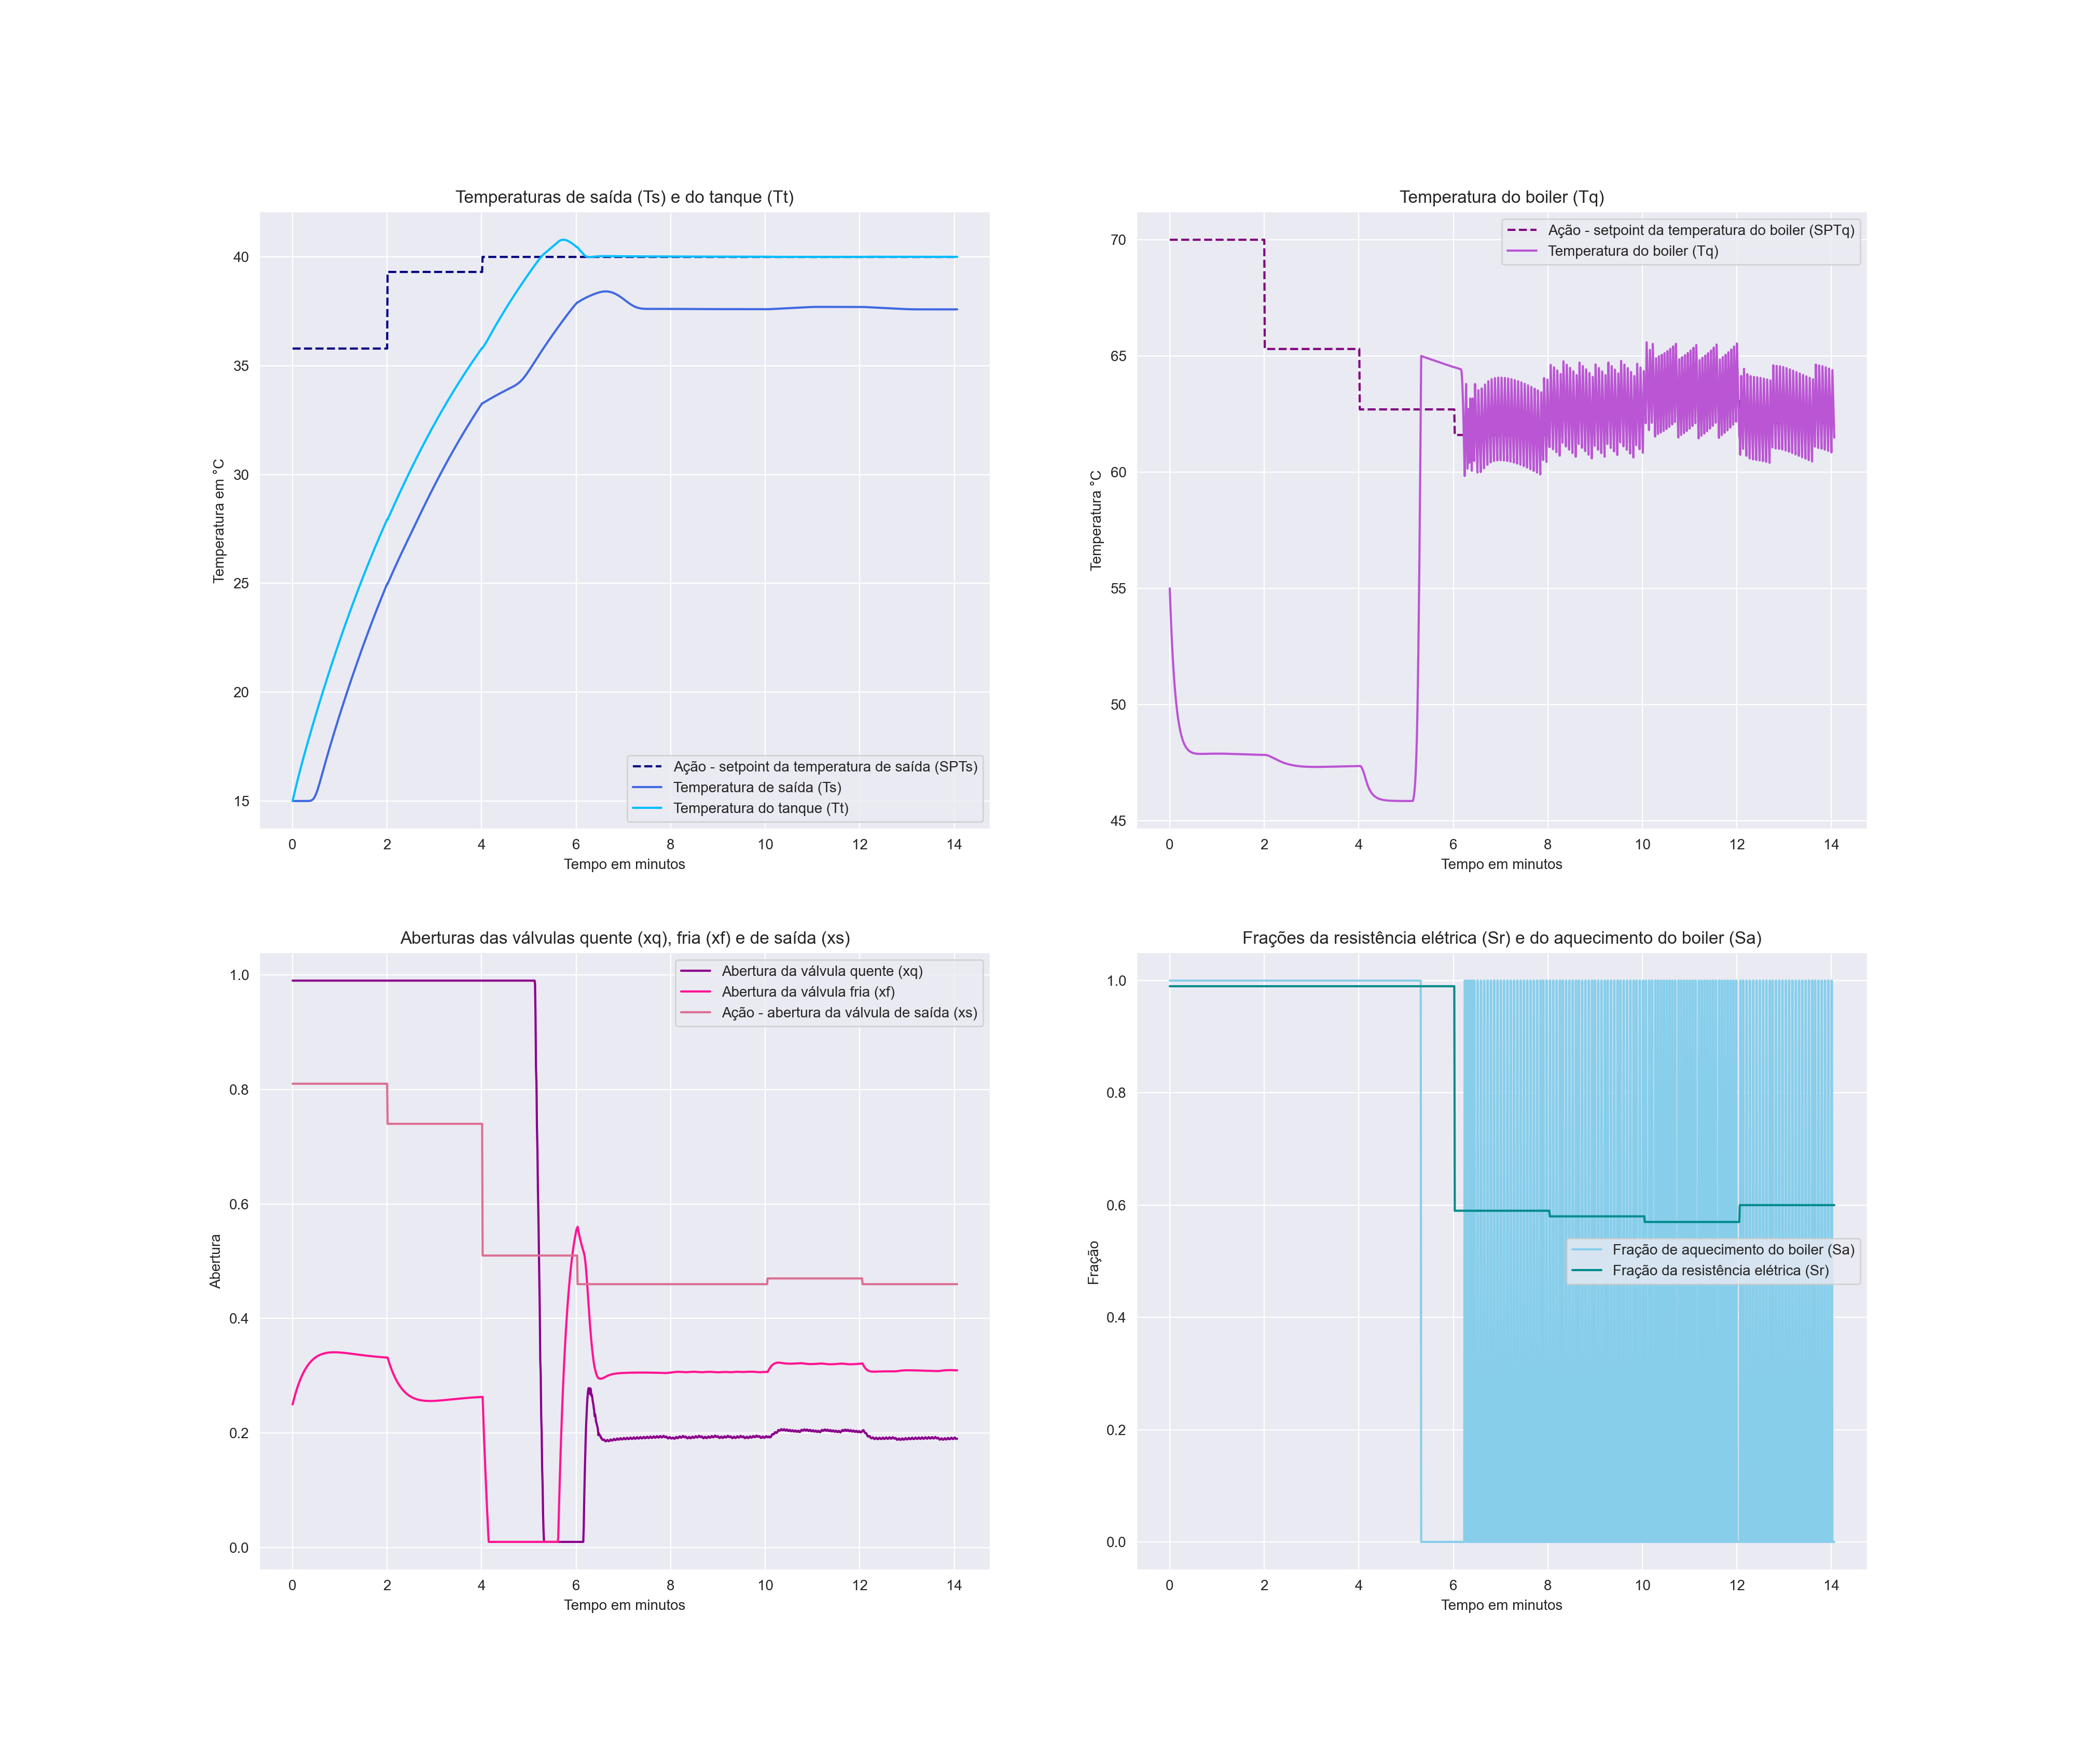 Temperaturas de saída (Ts) e do tanque (Tt)
40
35
30
25
20
15
Temperatura em °C
Ação - setpoint da temperatura de saída (SPTs)
Temperatura de saída (Ts)
Temperatura do tanque (Tt)
0 2 4 6 8 10 12 14
Tempo em minutos
Temperatura do boiler (Tq)
70
65
60
55
50
45
Temperatura °C
Ação - setpoint da temperatura do boiler (SPTq)
Temperatura do boiler (Tq)
0 2 4 6 8 10 12 14
Tempo em minutos
Aberturas das válvulas quente (xq), fria (xf) e de saída (xs)
1.0
0.8
0.6
0.4
0.2
0.0
Abertura
Abertura da válvula quente (xq)
Abertura da válvula fria (xf)
Ação - abertura da válvula de saída (xs)
0 2 4 6 8 10 12 14
Tempo em minutos
Frações da resistência elétrica (Sr) e do aquecimento do boiler (Sa)
1.0
0.8
0.6
0.4
0.2
0.0
Fração
Fração de aquecimento do boiler (Sa)
Fração da resistência elétrica (Sr)
0 2 4 6 8 10 12 14
Tempo em minutos